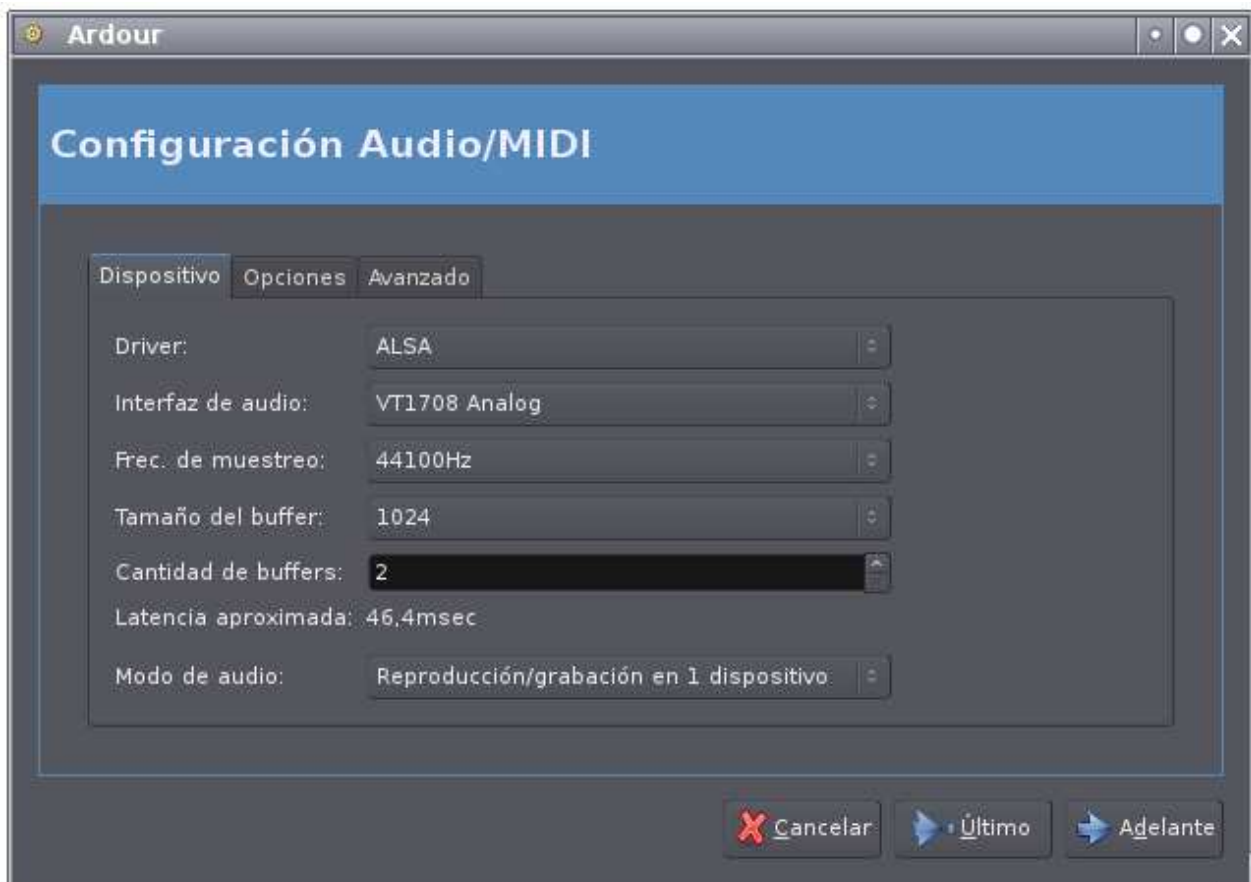 Ardour
Configuración Audio/MIDI
Dispositivo Opciones Avanzado
Driver: ALSA
Interfaz de audio: VT1708 Analog
Frec. de muestreo: 44100Hz
Tamaño del buffer: 1024
Cantidad de buffers: 2
Latencia aproximada: 46,4msec
Modo de audio: Reproducción/grabación en 1 dispositivo
Cancelar Último Adelante